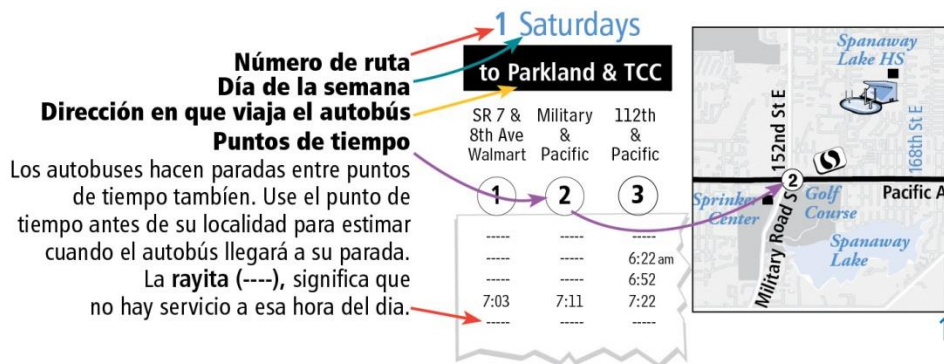 1 Saturdays
Número de ruta
Día de la semana
Dirección en que viaja el autobús
Puntos de tiempo
Los autobuses hacen paradas entre puntos
de tiempo tambíen. Use el punto de
tiempo antes de su localidad para estimar
cuando el autobús llegará a su parada.
La rayita (----), significa que
no hay servicio a esa hora del dia.
to Parkland & TCC
SR 7 & Military 112th
8th Ave & &
Walmart Pacific Pacific
1 2 3
----- ----- -----
----- ----- 6:22 am
----- ----- 6:52
7:03 7:11 7:22
----- ----- -----
Spanaway
Lake HS
152nd St E
168th St E
2
Pacific A
Sprinker
Center
Golf
Course
Military Road S
Spanaway
Lake